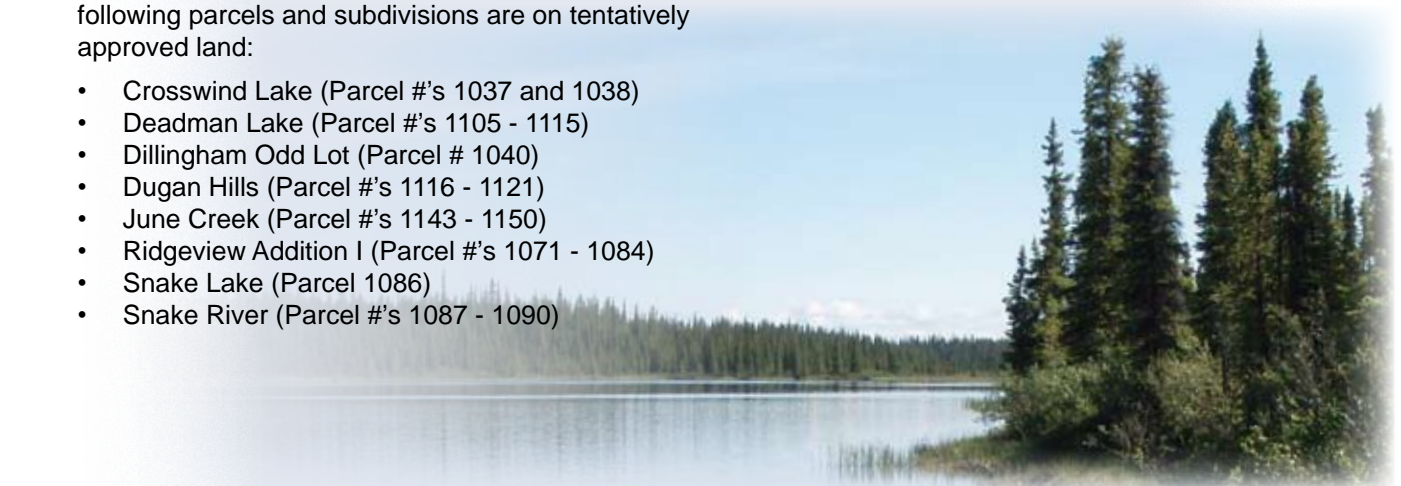 following parcels and subdivisions are on tentatively
approved land:
• Crosswind Lake (Parcel #'s 1037 and 1038)
• Deadman Lake (Parcel #'s 1105 - 1115)
• Dillingham Odd Lot (Parcel # 1040)
• Dugan Hills (Parcel #'s 1116 - 1121)
• June Creek (Parcel #'s 1143 - 1150)
• Ridgeview Addition I (Parcel #'s 1071 - 1084)
• Snake Lake (Parcel 1086)
• Snake River (Parcel #'s 1087 - 1090)